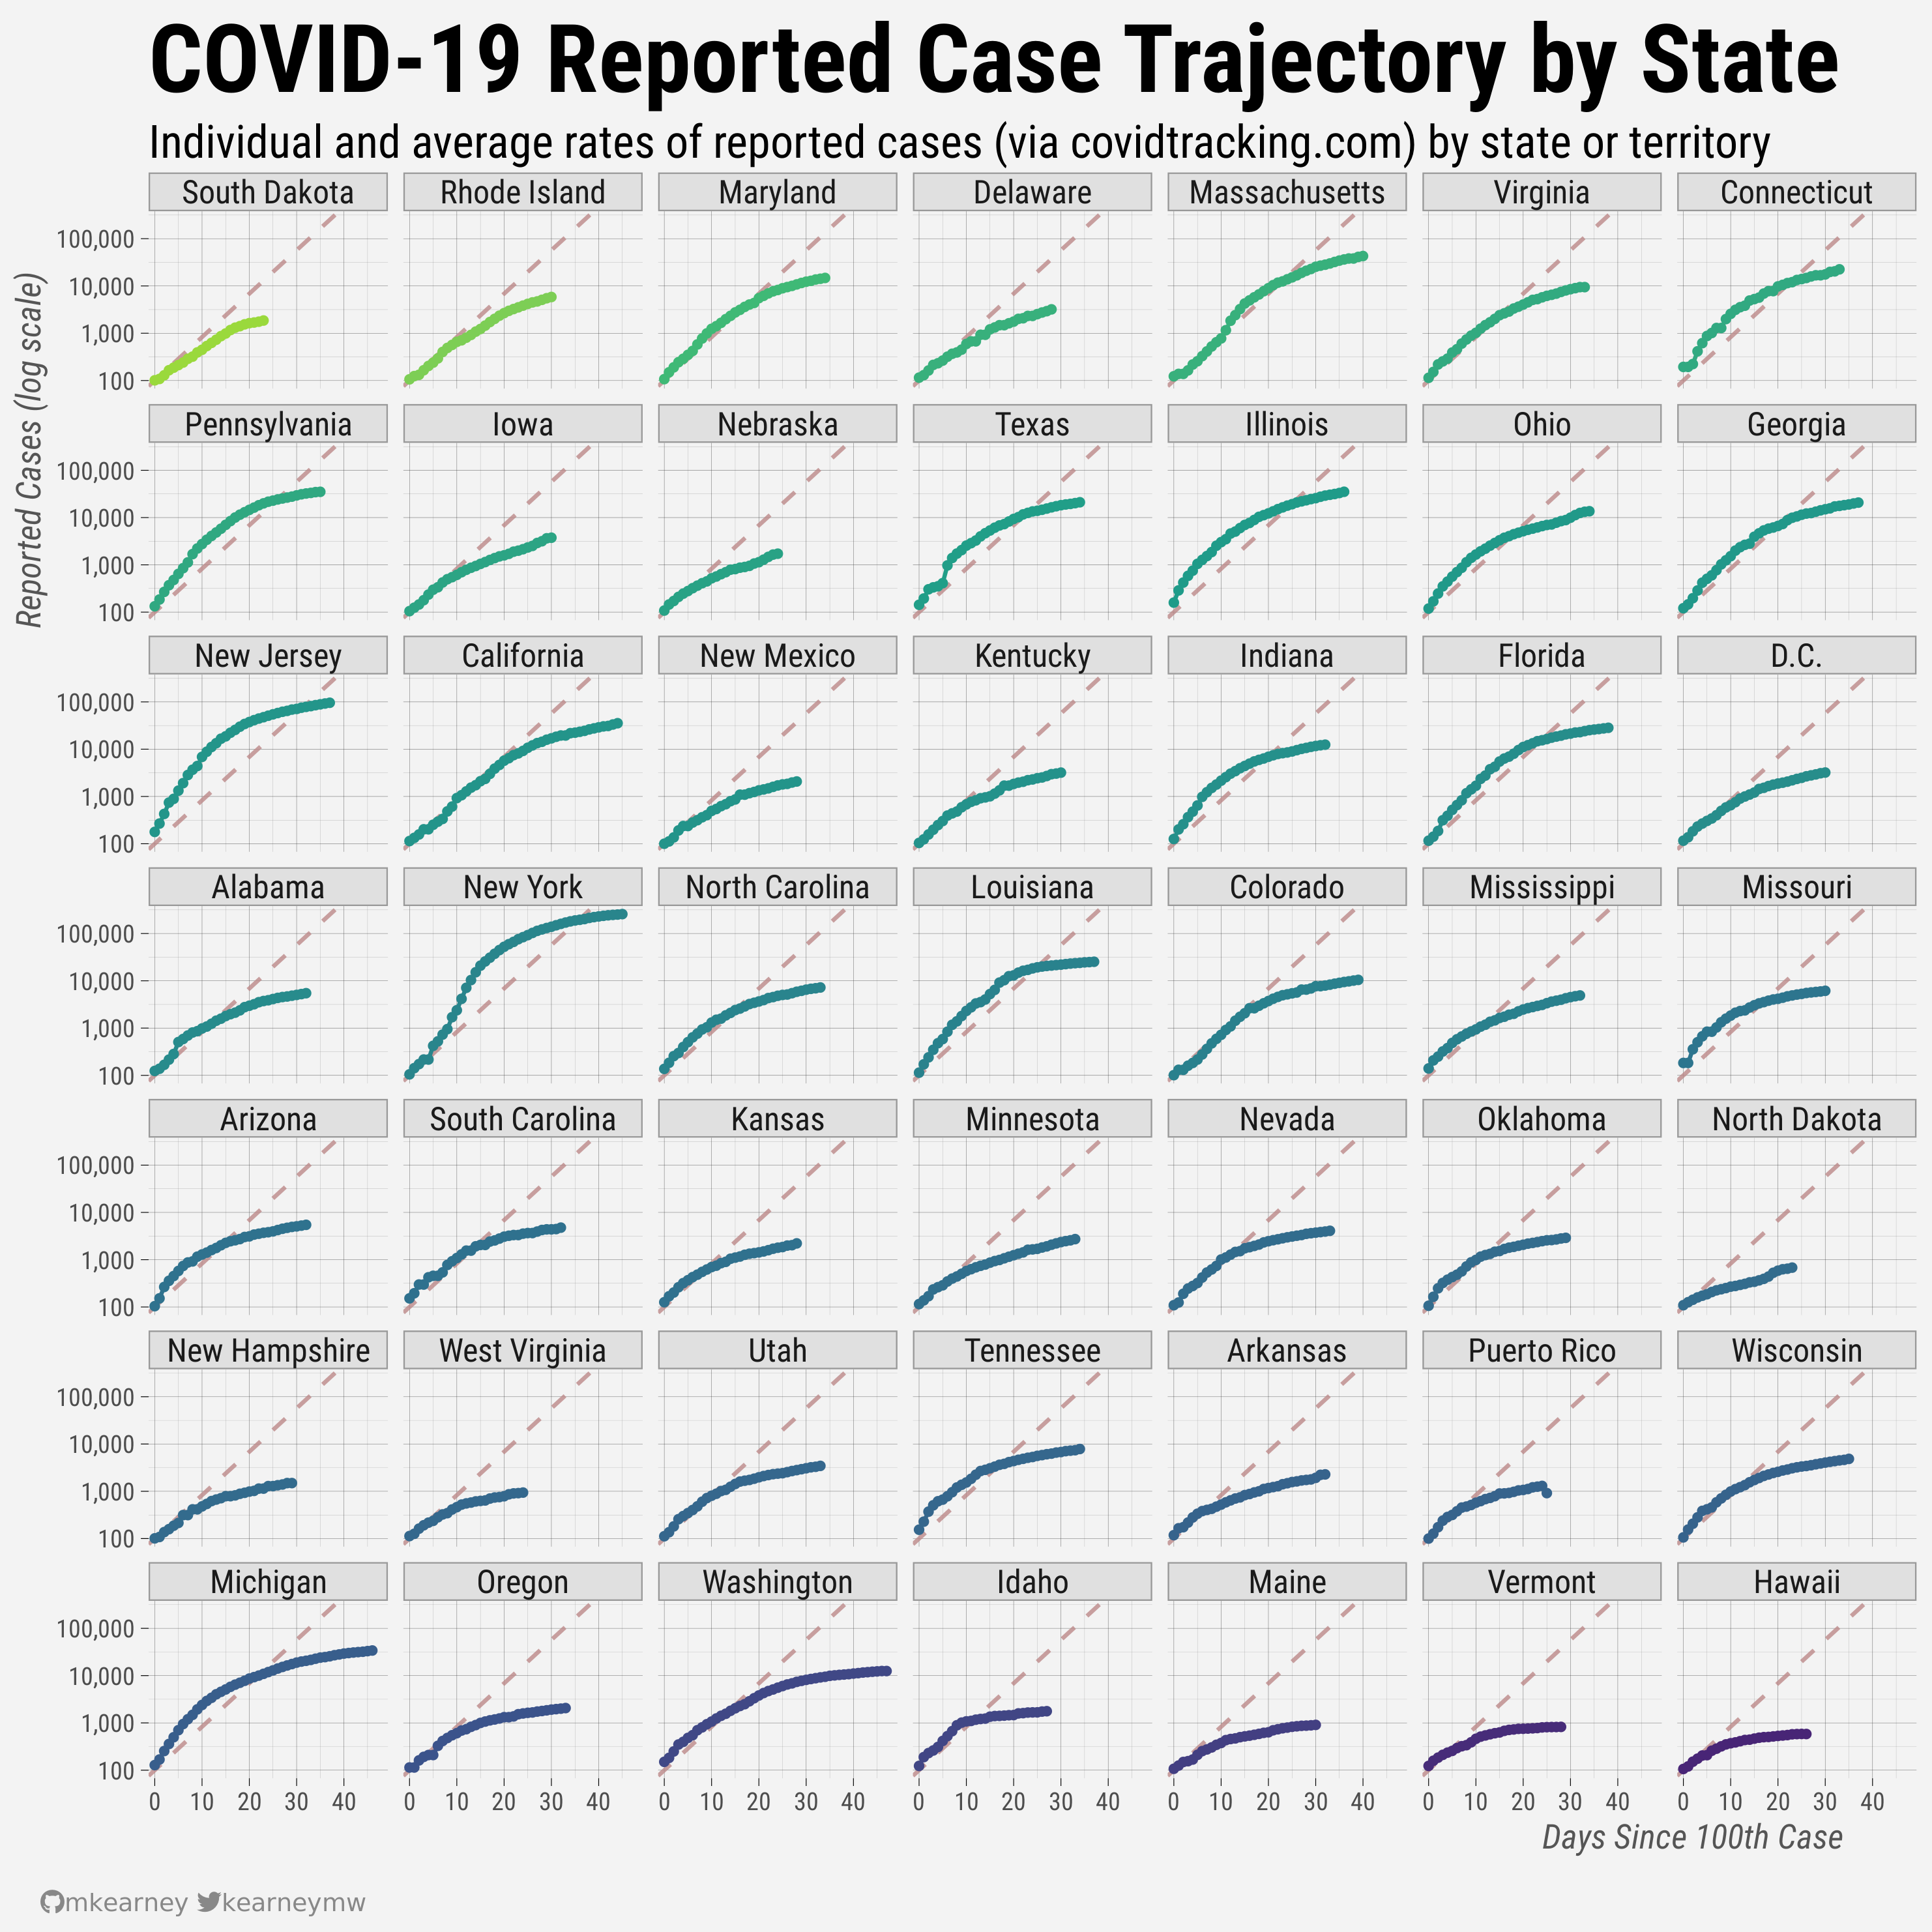 COVID-19 Reported Case Trajectory by State
Individual and average rates of reported cases (via covidtracking.com) by state or territory
Reported Cases (log scale)
South Dakota Rhode Island Maryland Delaware Massachusetts Virginia Connecticut
100,000
10,000
1,000
100
Pennsylvania Iowa Nebraska Texas Illinois Ohio Georgia
100,000
10,000
1,000
100
New Jersey California New Mexico Kentucky Indiana Florida D.C.
100,000
10,000
1,000
100
Alabama New York North Carolina Louisiana Colorado Mississippi Missouri
100,000
10,000
1,000
100
Arizona South Carolina Kansas Minnesota Nevada Oklahoma North Dakota
100,000
10,000
1,000
100
New Hampshire West Virginia Utah Tennessee Arkansas Puerto Rico Wisconsin
100,000
10,000
1,000
100
Michigan Oregon Washington Idaho Maine Vermont Hawaii
100,000
10,000
1,000
100
0 10 20 30 40 0 10 20 30 40 0 10 20 30 40 0 10 20 30 40 0 10 20 30 40 0 10 20 30 40 0 10 20 30 40
Days Since 100th Case
mkearney kearneymw